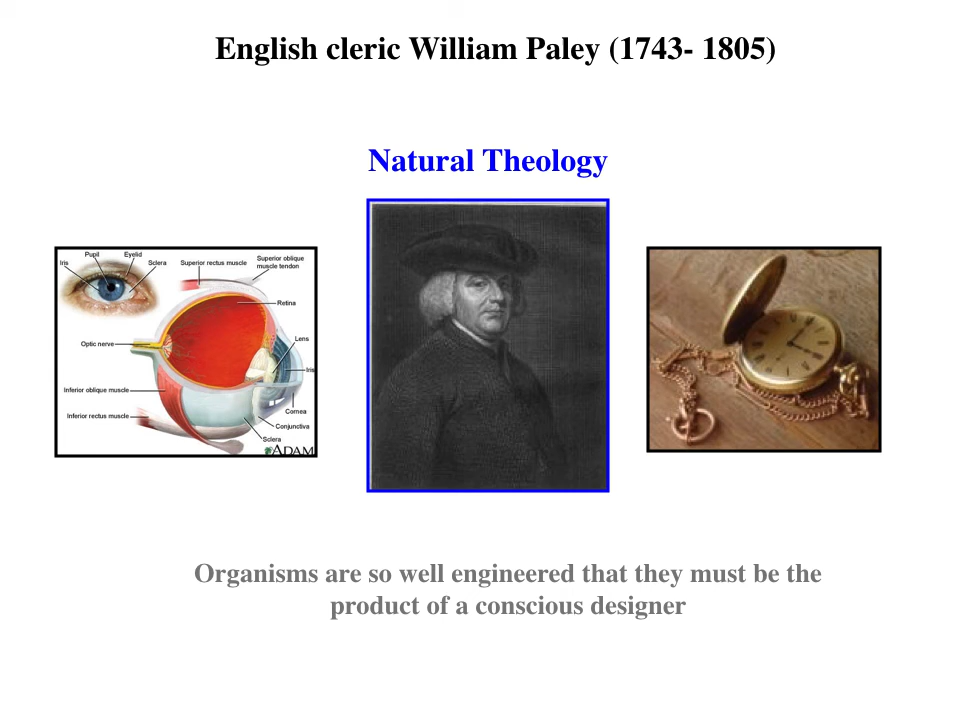 English cleric William Paley (1743- 1805)
Natural Theology
Pupil
Eyelid
Iris
Sclera
Superior rectus muscle
Superior oblique
muscle tendon
Retina
Lens
Optic nerve
Iris
Inferior oblique muscle
Cornea
Inferior rectus muscle
Conjunctiva
Sclera
ADAM
Organisms are so well engineered that they must be the
product of a conscious designer